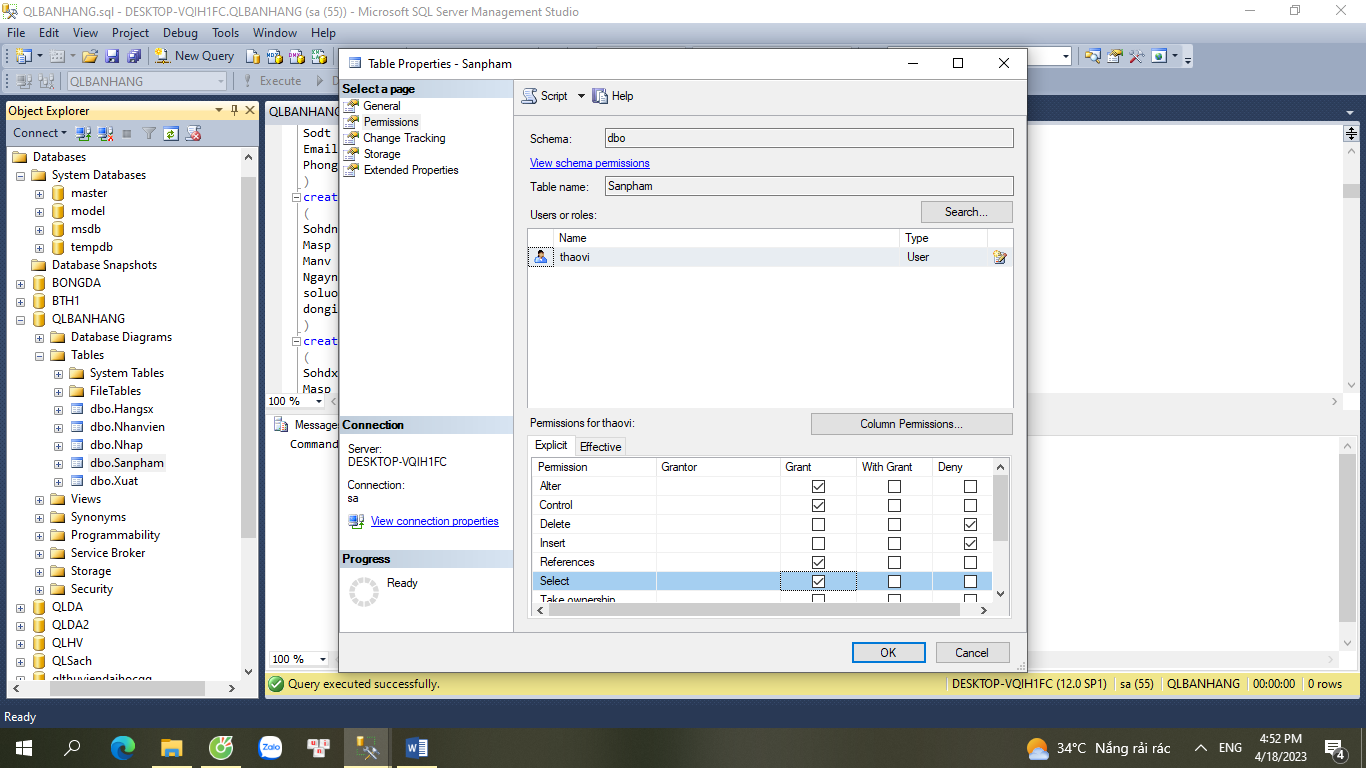 QLBANHANG.sql - DESKTOP-VQIH1FC.QLBANHANG (sa (55)) - Microsoft SQL Server Management Studio
File Edit View Project Debug Tools Window Help
New Query
QLBANHANG
Execute
Object Explorer
Connect
Databases
System Databases
master
model
msdb
tempdb
Database Snapshots
BONGDA
BTH1
QLBANHANG
Database Diagrams
Tables
System Tables
FileTables
dbo.Hangsx
dbo.Nhanvien
dbo.Nhap
dbo.Sanpham
dbo.Xuat
Views
Synonyms
Programmability
Service Broker
Storage
Security
QLDA
QLDA2
QLHV
QLSach
qlthuviendaihocqg
QLBANHANG
Sodt
Email
Phong
)
creat
(
Sohdn
Masp
Manv
Ngayn
soluo
dongi
)
creat
(
Sohdx
Masp
100 %
Message
Command
100 %
Table Properties - Sanpham
Select a page
General
Permissions
Change Tracking
Storage
Extended Properties
Connection
Server:
DESKTOP-VQIH1FC
Connection:
sa
View connection properties
Progress
Ready
Script Help
Schema: dbo
View schema permissions
Table name: Sanpham
Users or roles: Search...
Name Type
thaovi User
Permissions for thaovi: Column Permissions...
Explicit Effective
Permission Grantor Grant With Grant Deny
Alter
Control
Delete
Insert
References
Select
Take ownership
OK Cancel
Query executed successfully. DESKTOP-VQIH1FC (12.0 SP1) sa (55) QLBANHANG 00:00:00 0 rows
Ready
Zalo
34°C Nắng rải rác ENG
4:52 PM
4/18/2023
4